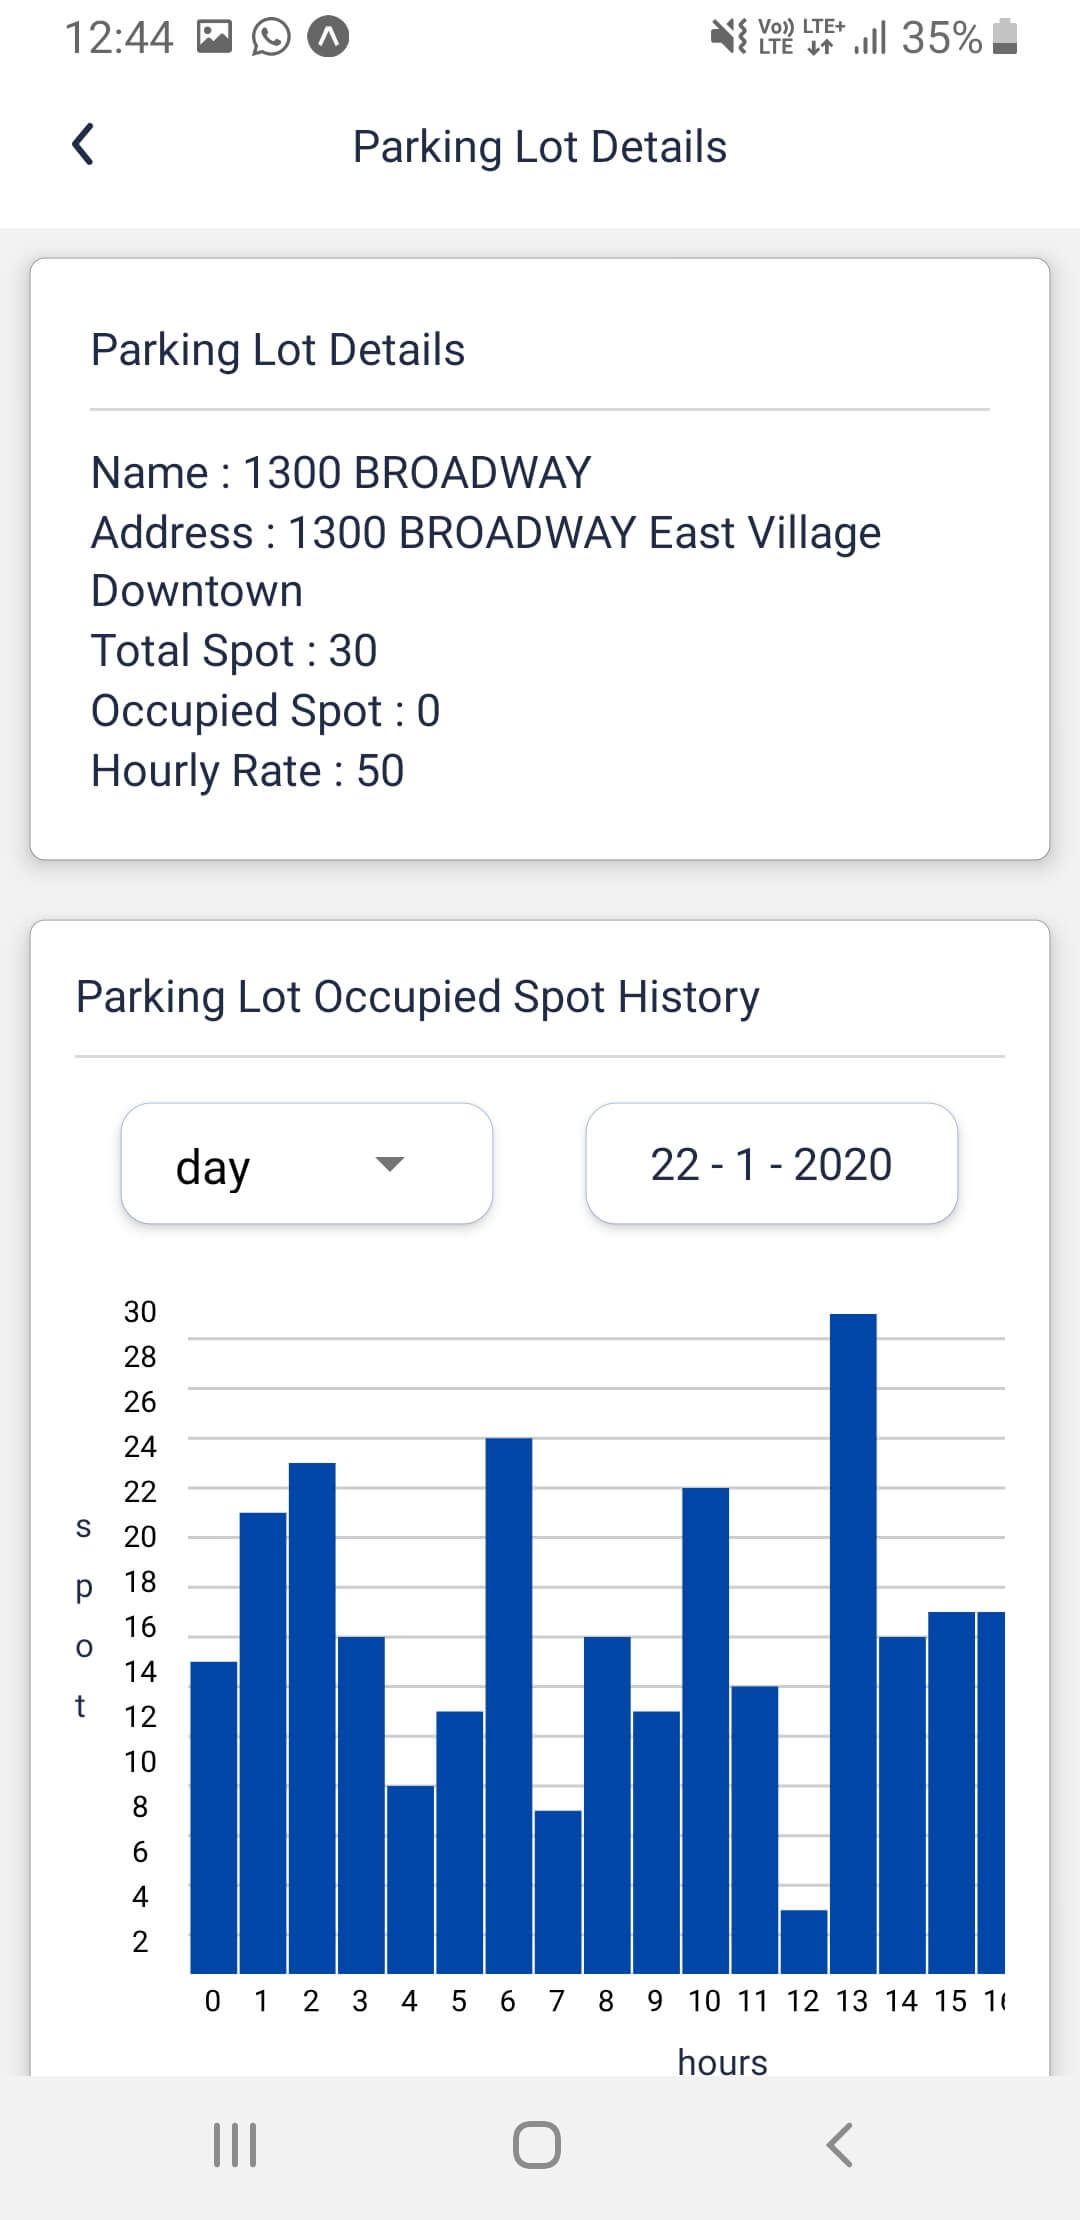 12:44 Vo)) LTE LTE+ 35%
Parking Lot Details
Parking Lot Details
Name : 1300 BROADWAY
Address : 1300 BROADWAY East Village
Downtown
Total Spot : 30
Occupied Spot : 0
Hourly Rate : 50
Parking Lot Occupied Spot History
day
22 - 1 - 2020
30
28
26
24
22
20
18
16
14
12
10
8
6
4
2
s
p
o
t
0 1 2 3 4 5 6 7 8 9 10 11 12 13 14 15 16
hours